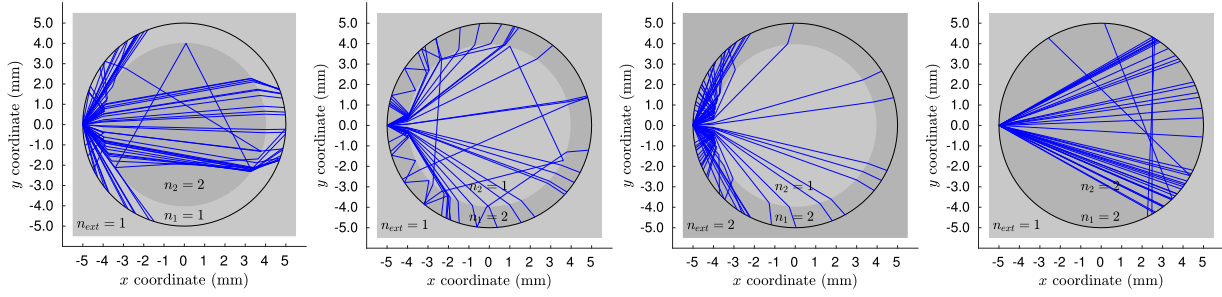 5.0
4.0
3.0
2.0
1.0
0.0
-1.0
-2.0
-3.0
-4.0
-5.0
y coordinate (mm)
n₂ = 2
n₁ = 1
nₑₓₜ = 1
-5 -4 -3 -2 -1 0 1 2 3 4 5
x coordinate (mm)
5.0
4.0
3.0
2.0
1.0
0.0
-1.0
-2.0
-3.0
-4.0
-5.0
y coordinate (mm)
n₂ = 1
n₁ = 2
nₑₓₜ = 1
-5 -4 -3 -2 -1 0 1 2 3 4 5
x coordinate (mm)
5.0
4.0
3.0
2.0
1.0
0.0
-1.0
-2.0
-3.0
-4.0
-5.0
y coordinate (mm)
n₂ = 1
n₁ = 2
nₑₓₜ = 2
-5 -4 -3 -2 -1 0 1 2 3 4 5
x coordinate (mm)
5.0
4.0
3.0
2.0
1.0
0.0
-1.0
-2.0
-3.0
-4.0
-5.0
y coordinate (mm)
n₂ = 2
n₁ = 2
nₑₓₜ = 1
-5 -4 -3 -2 -1 0 1 2 3 4 5
x coordinate (mm)